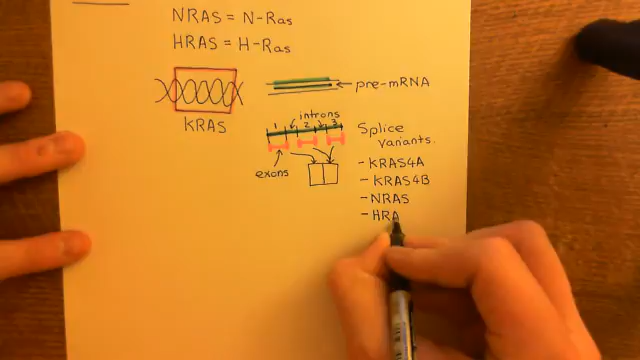 NRAS = N-Ras
HRAS = H-Ras
KRAS
pre-mRNA
introns
1 2 3
exons
Splice
variants.
- KRAS4A
- KRAS4B
- NRAS
- HRA